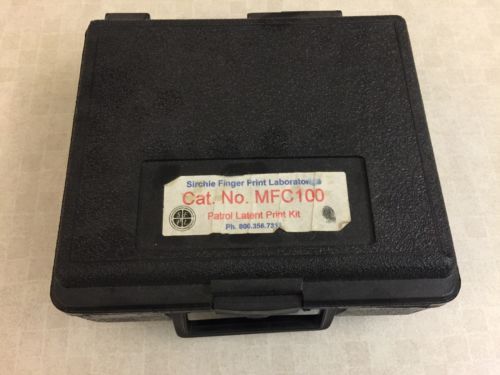 Sirchie Finger Print Laboratories
Cat. No. MFC100
Patrol Latent Print Kit
Ph. 800.356.731